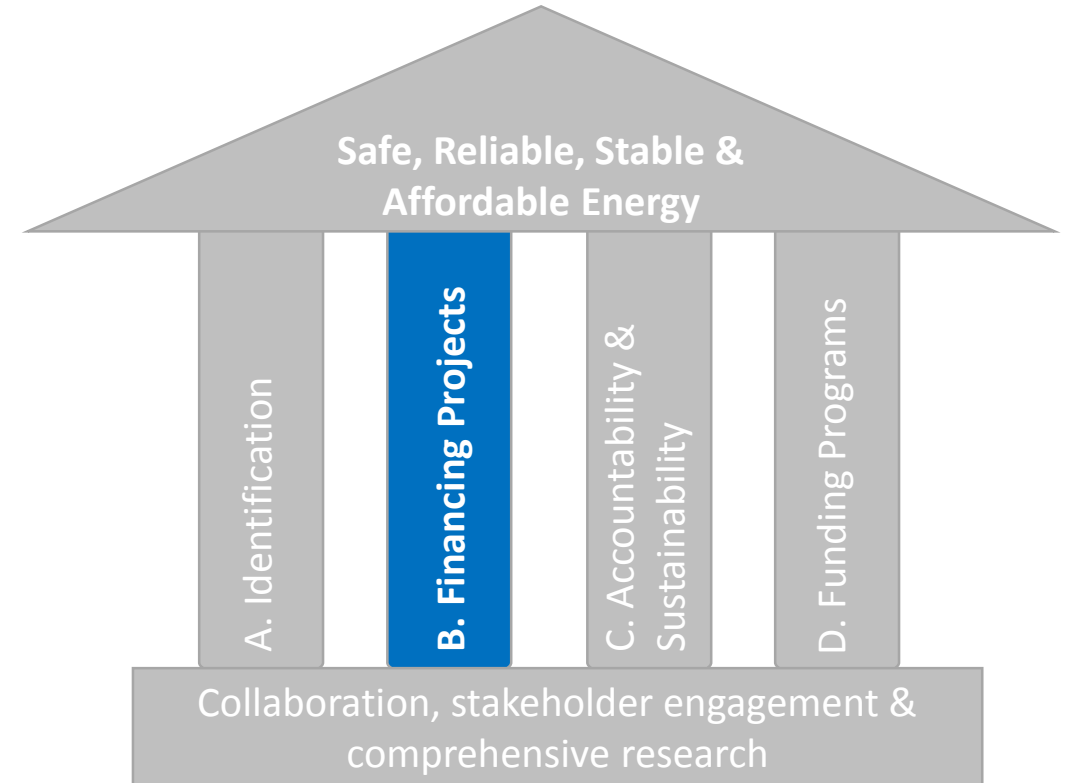 Safe, Reliable, Stable &
Affordable Energy
A. Identification
B. Financing Projects
C. Accountability &
Sustainability
D. Funding Programs
Collaboration, stakeholder engagement &
comprehensive research